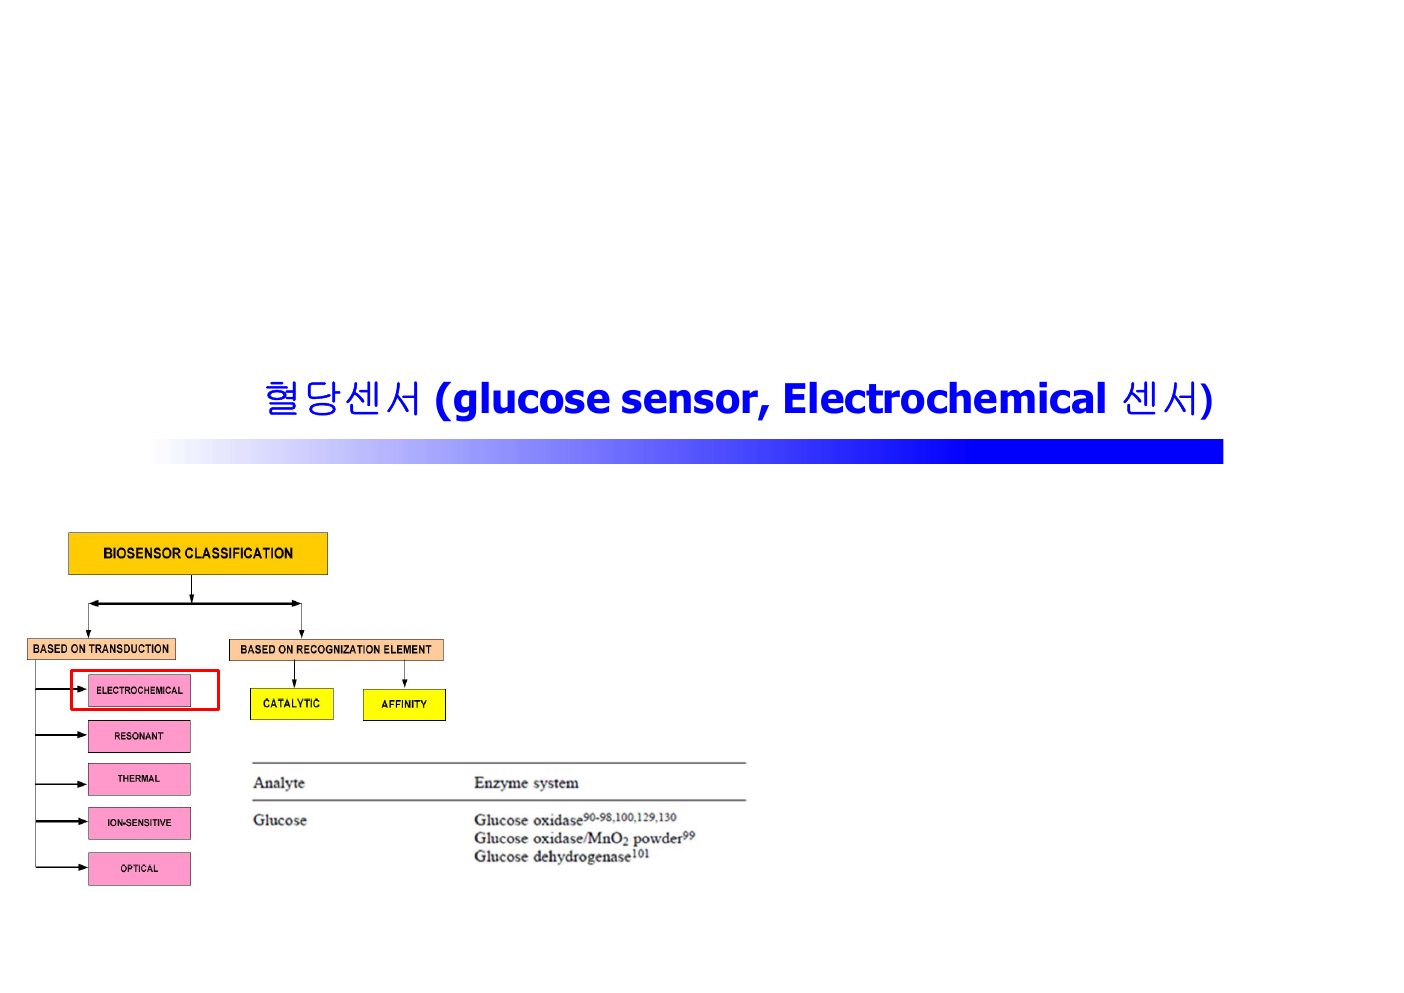 혈당센서 (glucose sensor, Electrochemical 센서)
BIOSENSOR CLASSIFICATION
BASED ON TRANSDUCTION
BASED ON RECOGNIZATION ELEMENT
ELECTROCHEMICAL
CATALYTIC
AFFINITY
RESONANT
THERMAL
ION-SENSITIVE
OPTICAL
Analyte Enzyme system
Glucose Glucose oxidase90-98,100,129,130
Glucose oxidase/MnO2 powder99
Glucose dehydrogenase101